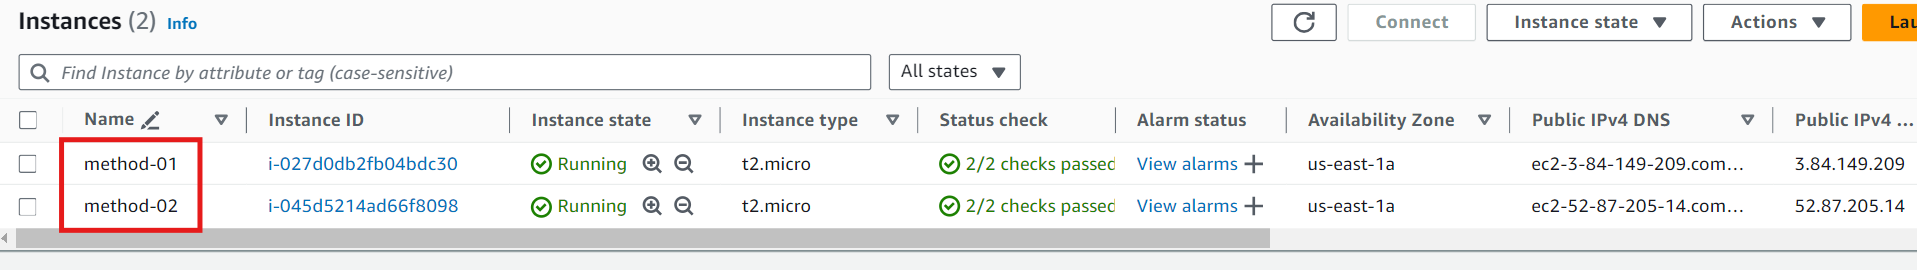 Instances (2) Info Connect Instance state Actions Lau
Find Instance by attribute or tag (case-sensitive) All states
Name Instance ID Instance state Instance type Status check Alarm status Availability Zone Public IPv4 DNS Public IPv4 ...
method-01 i-027d0db2fb04bdc30 Running t2.micro 2/2 checks passed View alarms + us-east-1a ec2-3-84-149-209.com... 3.84.149.209
method-02 i-045d5214ad66f8098 Running t2.micro 2/2 checks passed View alarms + us-east-1a ec2-52-87-205-14.com... 52.87.205.14